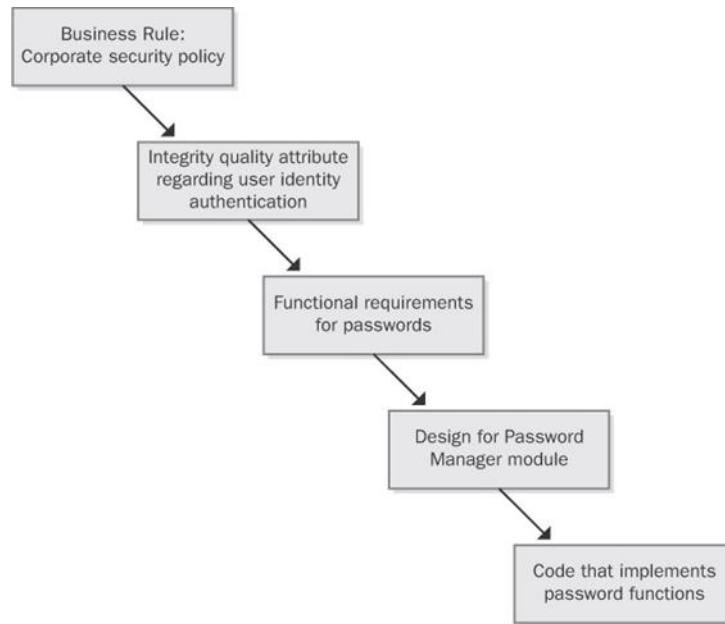 Business Rule:
Corporate security policy
Integrity quality attribute
regarding user identity
authentication
Functional requirements
for passwords
Design for Password
Manager module
Code that implements
password functions